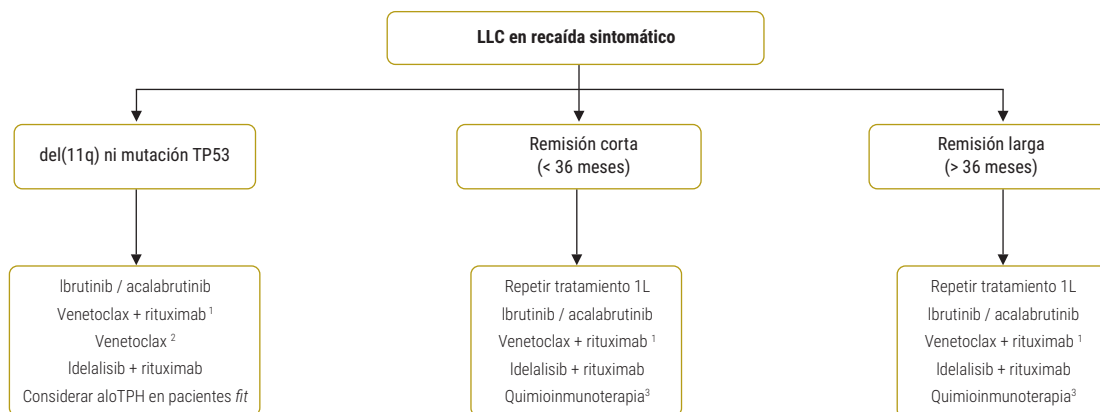 LLC en recaída sintomático
del(11q) ni mutación TP53
Remisión corta
(< 36 meses)
Remisión larga
(> 36 meses)
Ibrutinib / acalabrutinib
Venetoclax + rituximab ¹
Venetoclax ²
Idelalisib + rituximab
Considerar aloTPH en pacientes fit
Repetir tratamiento 1L
Ibrutinib / acalabrutinib
Venetoclax + rituximab ¹
Idelalisib + rituximab
Quimioinmunoterapia³
Repetir tratamiento 1L
Ibrutinib / acalabrutinib
Venetoclax + rituximab ¹
Idelalisib + rituximab
Quimioinmunoterapia³